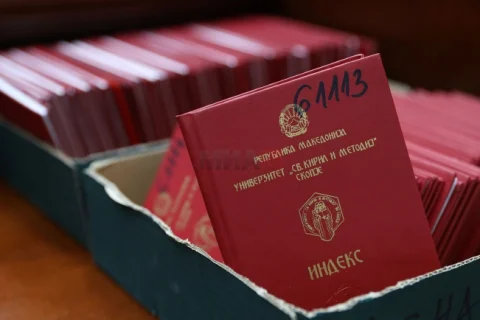 61113
РЕПУБЛИКА МАКЕДОНИЈА
УНИВЕРЗИТЕТ „СВ. КИРИЛ И МЕТОДИЈ"
СКОПЈЕ
ИНДЕКС